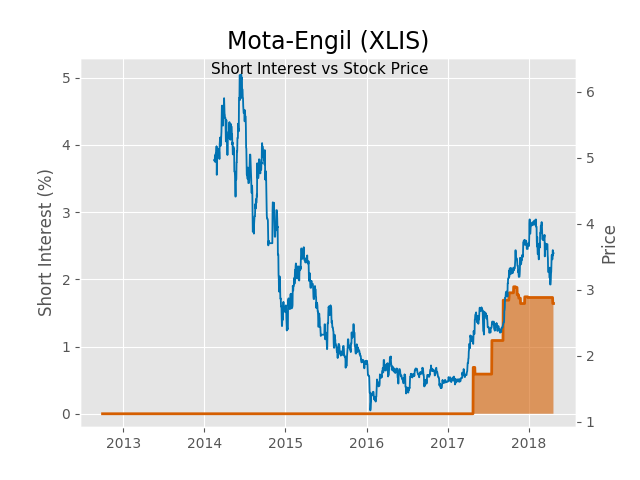 Mota-Engil (XLIS)
Short Interest vs Stock Price
Short Interest (%)
5
4
3
2
1
0
6
5
4
3
2
1
Price
2013 2014 2015 2016 2017 2018